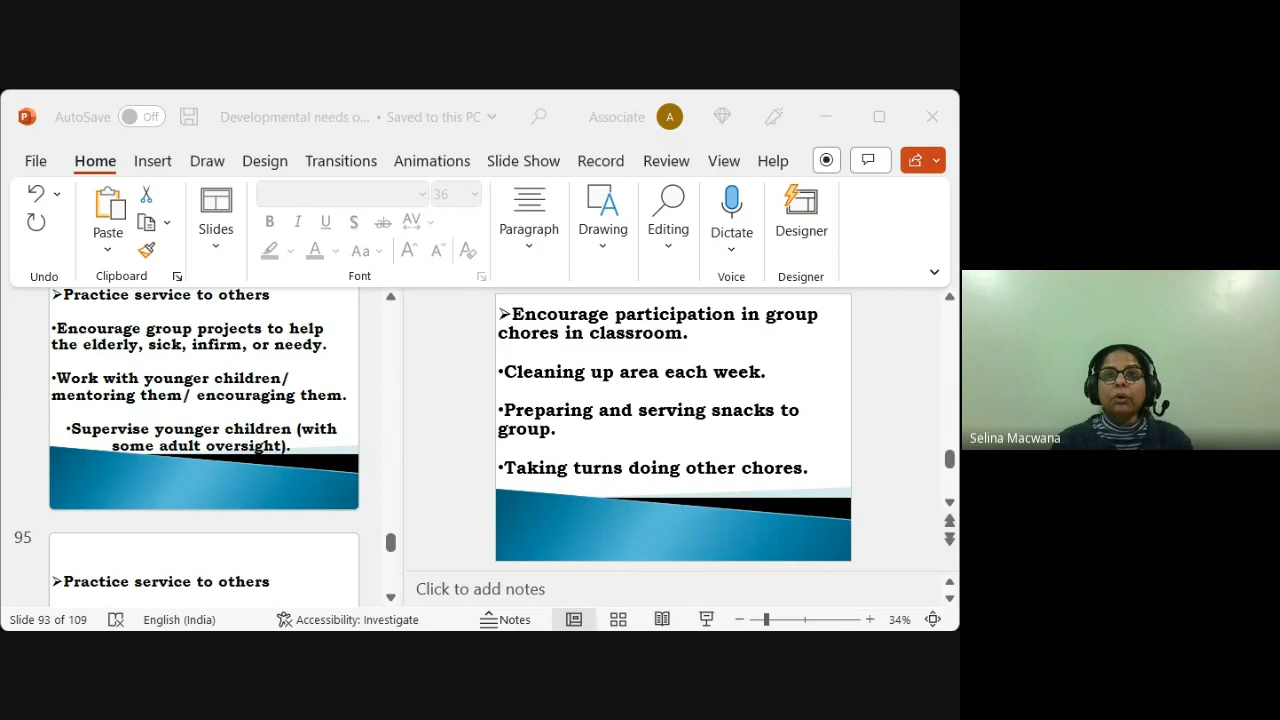 AutoSave Off Developmental needs o... • Saved to this PC Associate A
File Home Insert Draw Design Transitions Animations Slide Show Record Review View Help
36
Paste Slides B I U S ab AV Paragraph Drawing Editing Dictate Designer
A Aa A A A
Undo Clipboard Font Voice Designer
➢Practice service to others
•Encourage group projects to help
the elderly, sick, infirm, or needy.
•Work with younger children/
mentoring them/ encouraging them.
•Supervise younger children (with
some adult oversight).
95
➢Practice service to others
➢Encourage participation in group
chores in classroom.
•Cleaning up area each week.
•Preparing and serving snacks to
group.
•Taking turns doing other chores.
Click to add notes
Slide 93 of 109 English (India) Accessibility: Investigate Notes 34%
Selina Macwana